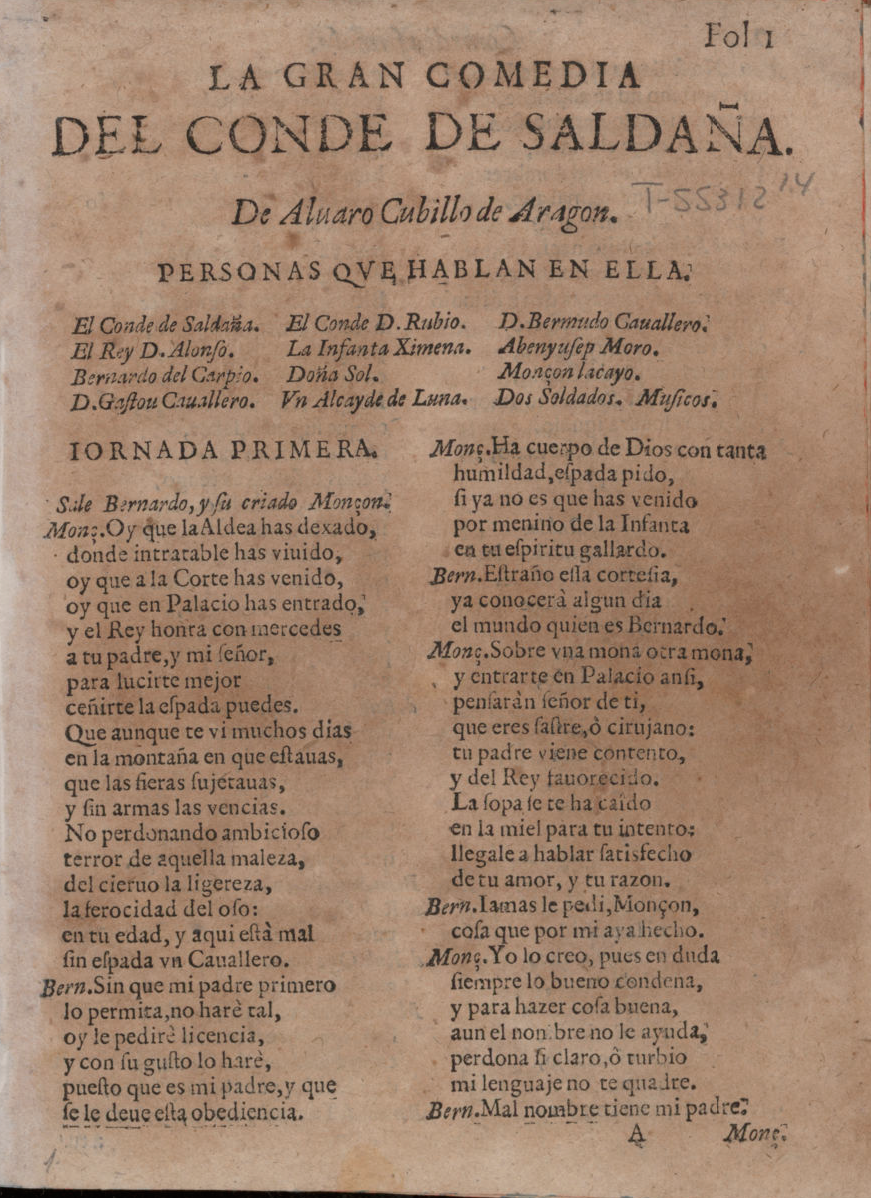 Fol 1
LA GRAN COMEDIA
DEL CONDE DE SALDAÑA.
De Aluaro Cubillo de Aragon.
T-55312 14
PERSONAS QVE HABLAN EN ELLA.
El Conde de Saldaña. El Conde D. Rubio. D. Bermudo Cauallero.
El Rey D. Alonſo. La Infanta Ximena. Abenyuſep Moro.
Bernardo del Carpio. Doña Sol. Monçon lacayo.
D. Gaſtou Cauallero. Vn Alcayde de Luna. Dos Soldados. Muſicos.
IORNADA PRIMERA.
Sale Bernardo, y ſu criado Monçon.
Monç. Oy que la Aldea has dexado,
donde intratable has viuido,
oy que a la Corte has venido,
oy que en Palacio has entrado,
y el Rey honra con mercedes
a tu padre, y mi ſeñor,
para lucirte mejor
ceñirte la eſpada puedes.
Que aunque te vi muchos dias
en la montaña en que eſtauas,
que las fieras ſujetauas,
y ſin armas las vencias.
No perdonando ambicioſo
terror de aquella maleza,
del cieruo la ligereza,
la ferocidad del oſo:
en tu edad, y aqui eſtà mal
ſin eſpada vn Cauallero.
Bern. Sin que mi padre primero
lo permita, no harè tal,
oy le pedirè licencia,
y con ſu guſto lo harè,
pueſto que es mi padre, y que
ſe le deue eſta obediencia.
Monç. Ha cuerpo de Dios con tanta
humildad, eſpada pido,
ſi ya no es que has venido
por menino de la Infanta
en tu eſpiritu gallardo.
Bern. Eſtraño eſſa corteſia,
ya conocerà algun dia
el mundo quien es Bernardo.
Monç. Sobre vna mona otra mona,
y entrarte en Palacio anſi,
penſaràn ſeñor de ti,
que eres ſaſtre, ò cirujano:
tu padre viene contento,
y del Rey fauorecido.
La ſopa ſe te ha caido
en la miel para tu intento;
llegale a hablar ſatisfecho
de tu amor, y tu razon.
Bern. Iamas le pedi, Monçon,
coſa que por mi aya hecho.
Monç. Yo lo creo, pues en duda
ſiempre lo bueno condena,
y para hazer coſa buena,
aun el nombre no le ayuda,
perdona ſi claro, ò turbio
mi lenguaje no te quadre.
Bern. Mal nombre tiene mi padre?
A Monç.
1